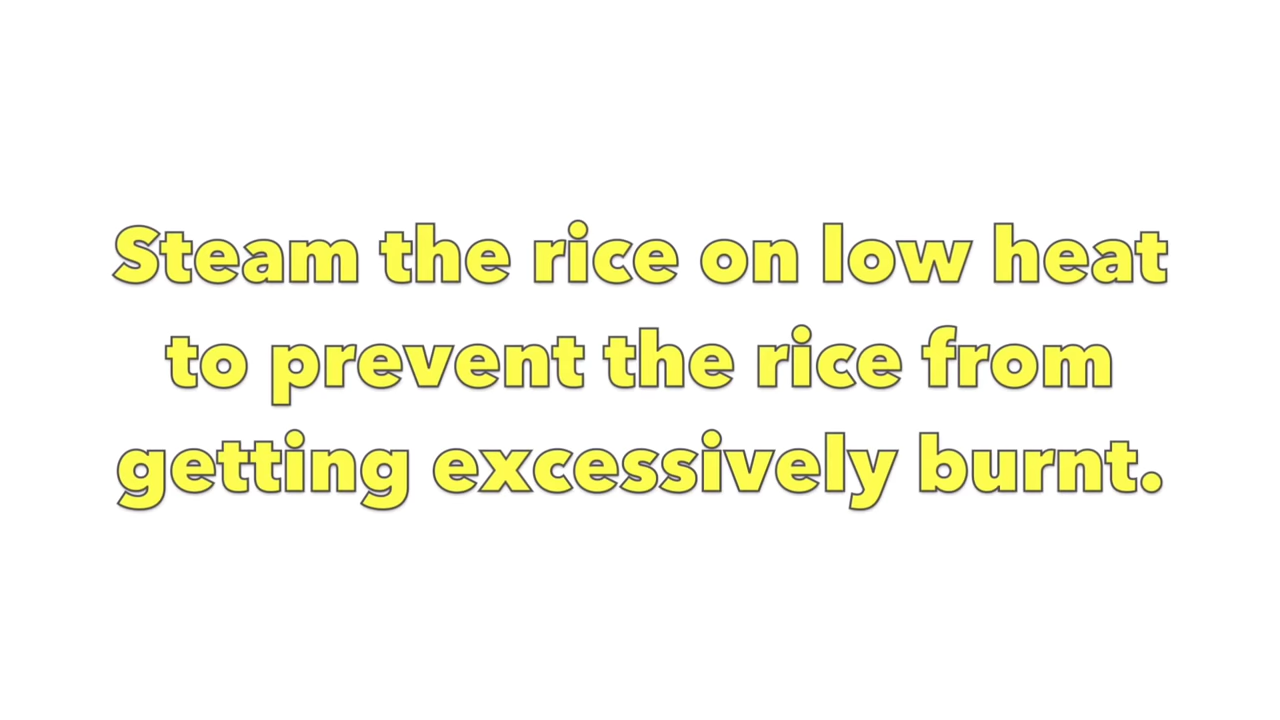 Steam the rice on low heat
to prevent the rice from
getting excessively burnt.